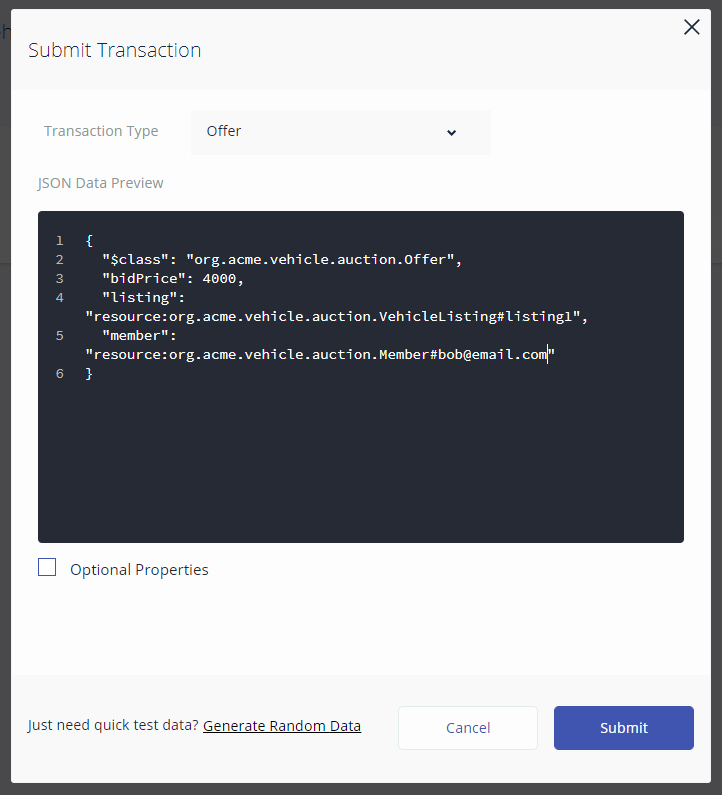 Submit Transaction
Transaction Type
Offer
JSON Data Preview
1 {
2 "$class": "org.acme.vehicle.auction.Offer",
3 "bidPrice": 4000,
4 "listing":
"resource:org.acme.vehicle.auction.VehicleListing#listing1",
5 "member":
"resource:org.acme.vehicle.auction.Member#bob@email.com"
6 }
Optional Properties
Just need quick test data? Generate Random Data
Cancel
Submit